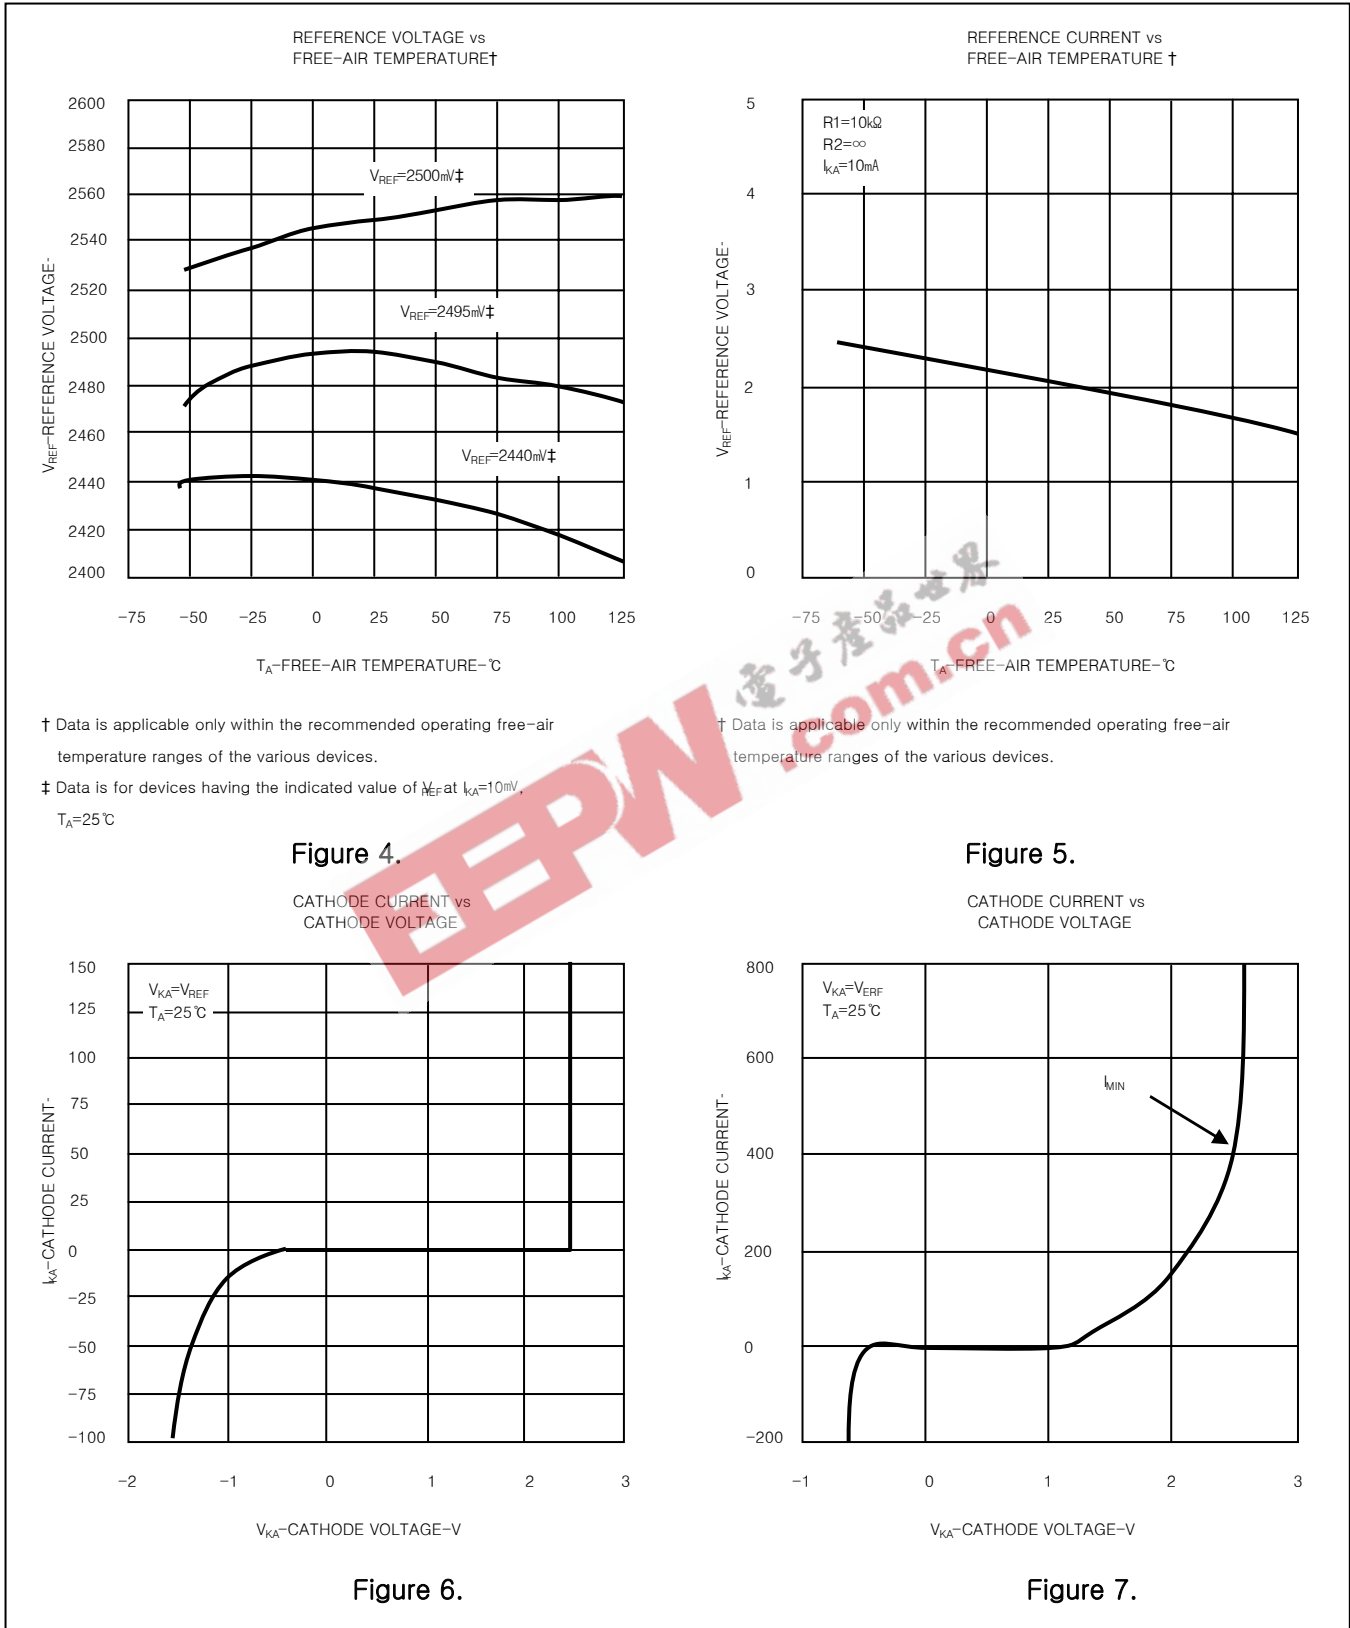 REFERENCE VOLTAGE vs
FREE-AIR TEMPERATURE†
2600
2580
2560
2540
2520
2500
2480
2460
2440
2420
2400
VREF-REFERENCE VOLTAGE-
VREF=2500mV‡
VREF=2495mV‡
VREF=2440mV‡
-75 -50 -25 0 25 50 75 100 125
TA-FREE-AIR TEMPERATURE-℃
† Data is applicable only within the recommended operating free-air
temperature ranges of the various devices.
‡ Data is for devices having the indicated value of VREF at IKA=10mV,
TA=25℃
Figure 4.
REFERENCE CURRENT vs
FREE-AIR TEMPERATURE †
5
4
3
2
1
0
VREF-REFERENCE VOLTAGE-
R1=10kΩ
R2=∞
IKA=10mA
-75 -50 -25 0 25 50 75 100 125
TA-FREE-AIR TEMPERATURE-℃
† Data is applicable only within the recommended operating free-air
temperature ranges of the various devices.
Figure 5.
電子産品世界
EEPW.com.cn
CATHODE CURRENT vs
CATHODE VOLTAGE
150
125
100
75
50
25
0
-25
-50
-75
-100
IKA-CATHODE CURRENT-
VKA=VREF
TA=25℃
-2 -1 0 1 2 3
VKA-CATHODE VOLTAGE-V
Figure 6.
CATHODE CURRENT vs
CATHODE VOLTAGE
800
600
400
200
0
-200
IKA-CATHODE CURRENT-
VKA=VERF
TA=25℃
IMIN
-1 0 1 2 3
VKA-CATHODE VOLTAGE-V
Figure 7.